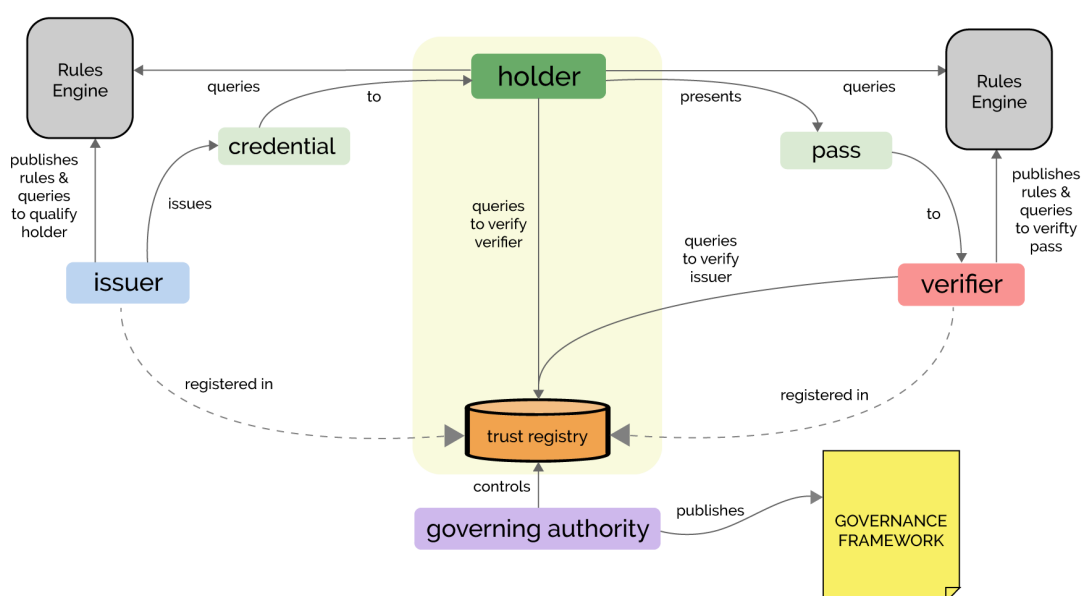 Rules
Engine
queries
to
holder
presents
queries
Rules
Engine
credential
pass
publishes
rules &
queries
to qualify
holder
issues
queries
to verify
verifier
queries
to verify
issuer
to
publishes
rules &
queries
to verifty
pass
issuer
verifier
registered in
registered in
trust registry
controls
governing authority
publishes
GOVERNANCE
FRAMEWORK